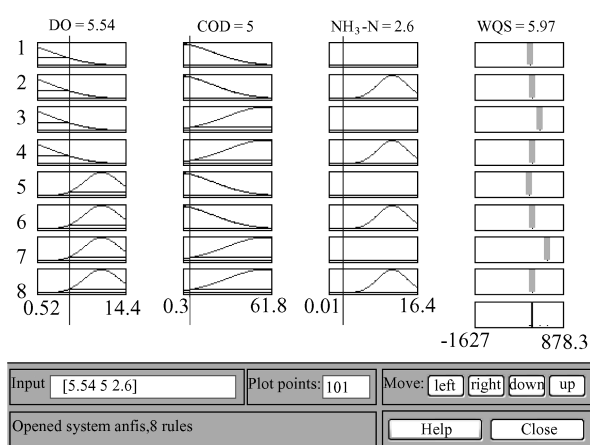 DO = 5.54 COD = 5 NH3-N = 2.6 WQS = 5.97
1
2
3
4
5
6
7
8
0.52 14.4 0.3 61.8 0.01 16.4
-1627 878.3
Input [5.54 5 2.6] Plot points: 101 Move: left right down up
Opened system anfis,8 rules Help Close